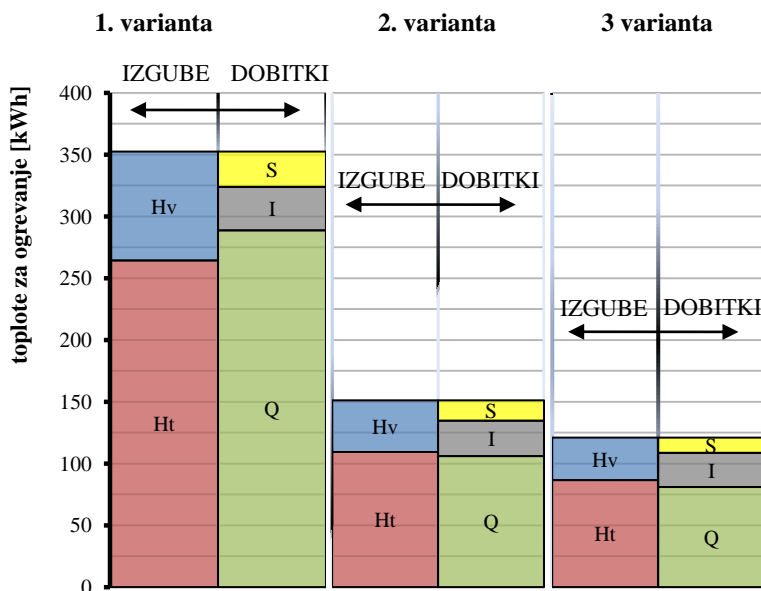 1. varianta
2. varianta
3 varianta
IZGUBE DOBITKI
toplote za ogrevanje [kWh]
400
350
300
250
200
150
100
50
0
S
Hv
I
Ht
Q
IZGUBE DOBITKI
S
Hv
I
Ht
Q
IZGUBE DOBITKI
S
Hv
I
Ht
Q